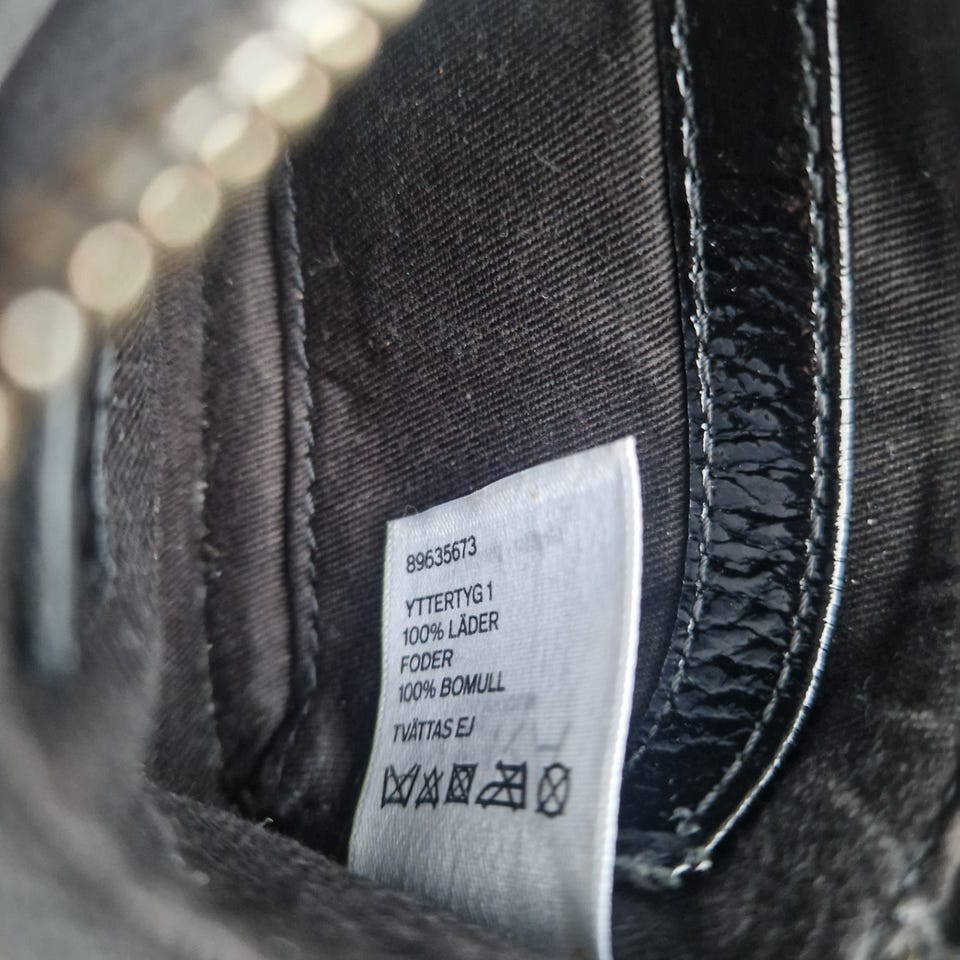 89635673
YTTERTYG 1
100% LÄDER
FODER
100% BOMULL
TVÄTTAS EJ